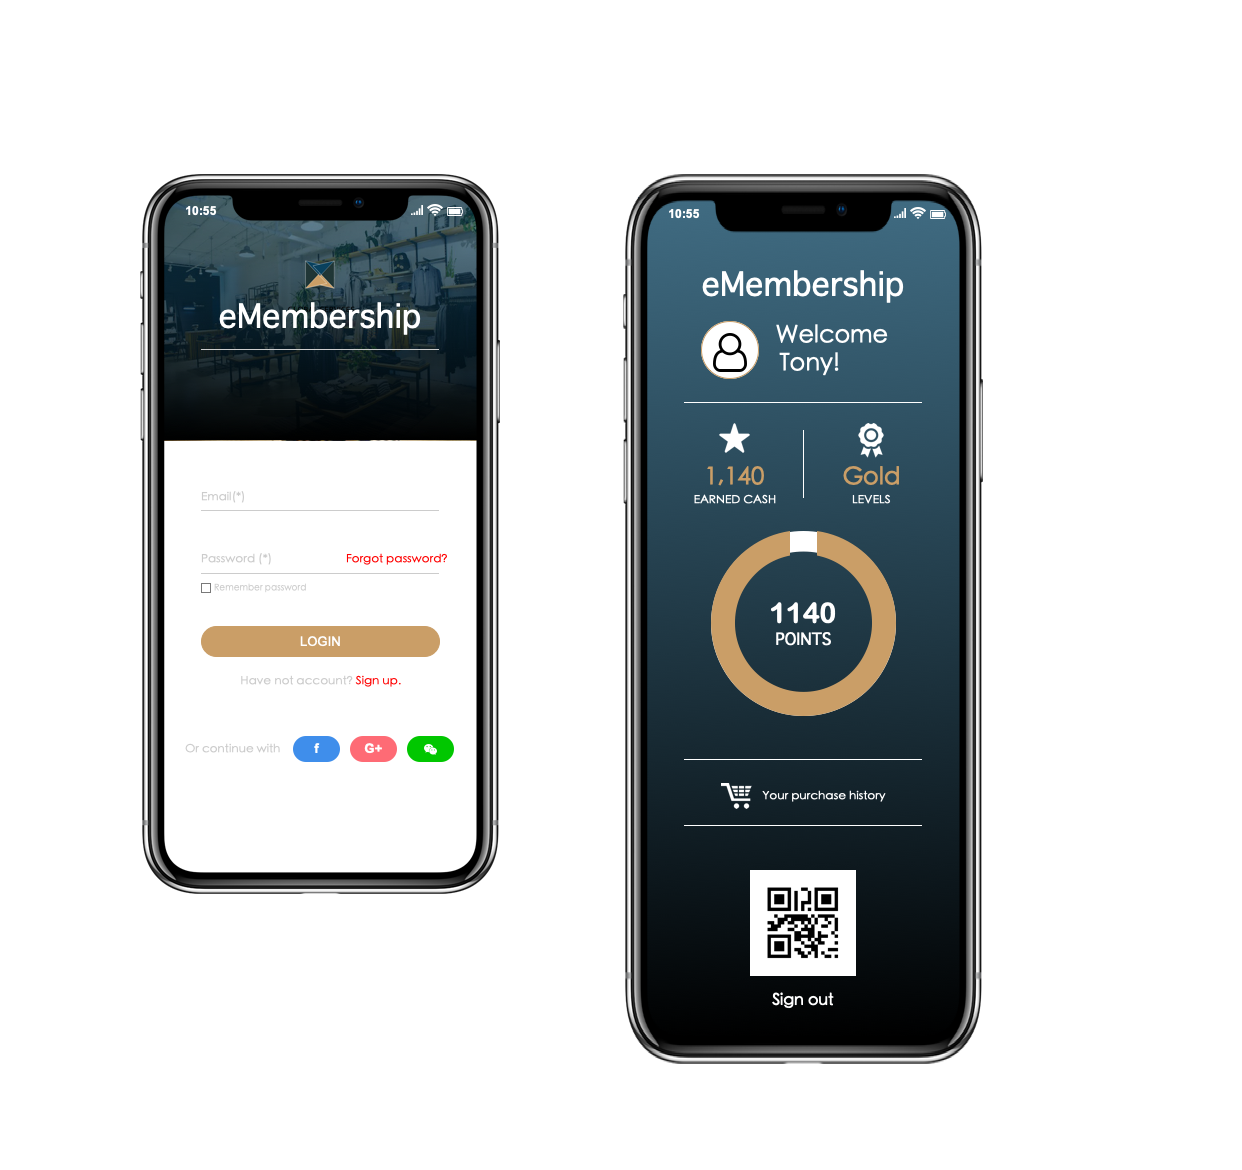 10:55
eMembership
Email(*)
Password (*)
Forgot password?
Remember password
LOGIN
Have not account? Sign up.
Or continue with
f
G+
10:55
eMembership
Welcome
Tony!
1,140
EARNED CASH
Gold
LEVELS
1140
POINTS
Your purchase history
Sign out